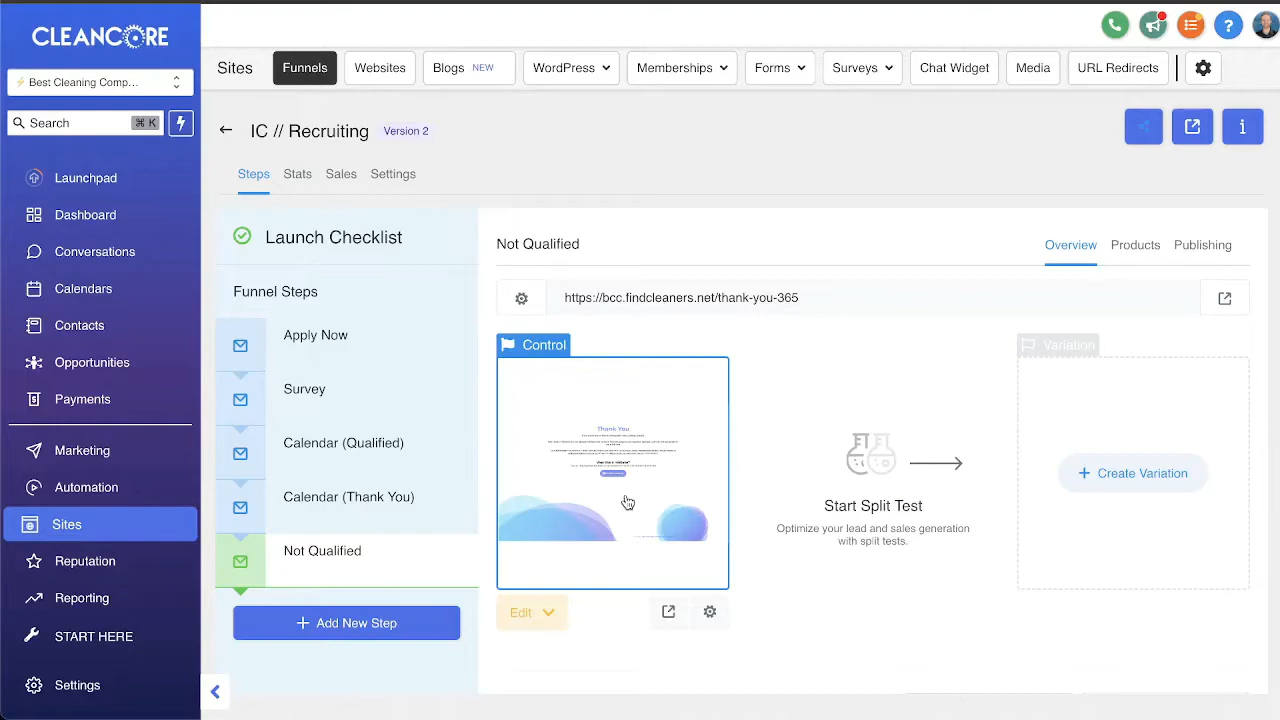 CLEANCORE
⚡ Best Cleaning Comp...
Search ⌘ K
Launchpad
Dashboard
Conversations
Calendars
Contacts
Opportunities
Payments
Marketing
Automation
Sites
Reputation
Reporting
START HERE
Settings
Sites Funnels Websites Blogs NEW WordPress Memberships Forms Surveys Chat Widget Media URL Redirects
IC // Recruiting Version 2
Steps Stats Sales Settings
Launch Checklist
Funnel Steps
Apply Now
Survey
Calendar (Qualified)
Calendar (Thank You)
Not Qualified
+ Add New Step
Not Qualified
Overview Products Publishing
https://bcc.findcleaners.net/thank-you-365
Control
Thank You
Edit
Start Split Test
Optimize your lead and sales generation
with split tests.
Variation
+ Create Variation